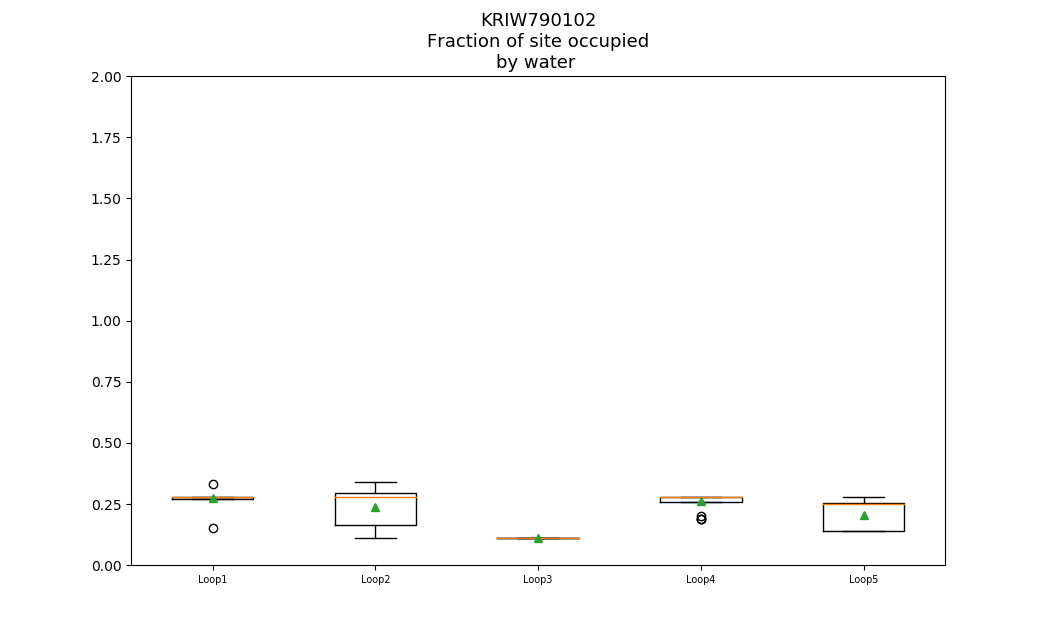 KRIW790102
Fraction of site occupied
by water
2.00
1.75
1.50
1.25
1.00
0.75
0.50
0.25
0.00
Loop1
Loop2
Loop3
Loop4
Loop5